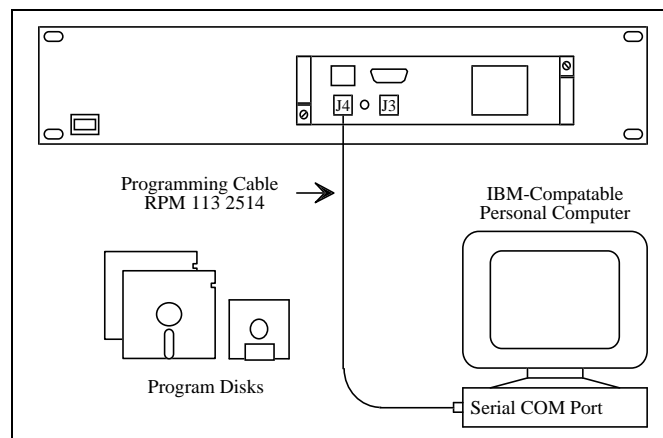 J4
J3
Programming Cable
RPM 113 2514
IBM-Compatable
Personal Computer
Program Disks
Serial COM Port